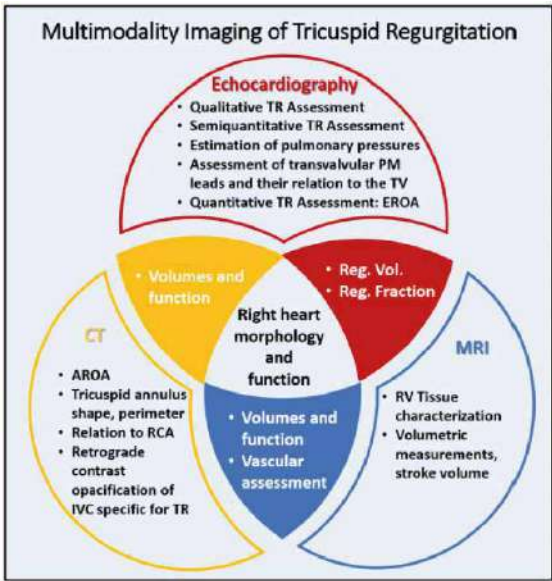 Multimodality Imaging of Tricuspid Regurgitation
Echocardiography
• Qualitative TR Assessment
• Semiquantitative TR Assessment
• Estimation of pulmonary pressures
• Assessment of transvalvular PM
leads and their relation to the TV
• Quantitative TR Assessment: EROA
• Volumes and
function
• Reg. Vol.
• Reg. Fraction
Right heart
morphology
and
function
CT
• AROA
• Tricuspid annulus
shape, perimeter
• Relation to RCA
• Retrograde
contrast
opacification of
IVC specific for TR
• Volumes and
function
• Vascular
assessment
MRI
• RV Tissue
characterization
• Volumetric
measurements,
stroke volume